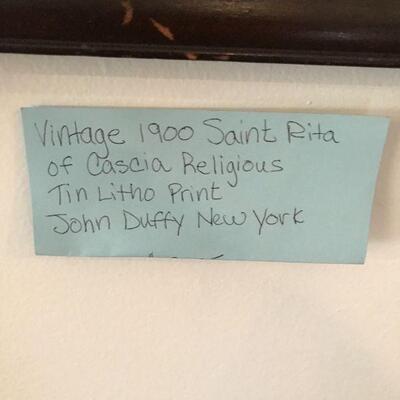 Vintage 1900 Saint Rita
of Cascia Religious
Tin Litho Print
John Duffy New York